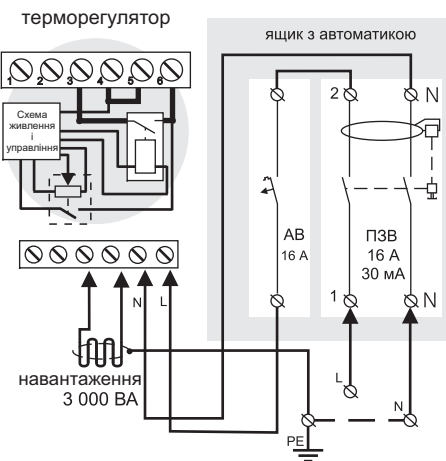 терморегулятор
ящик з автоматикою
1 2 3 4 5 6
2 N
Схема
живлення
і
управління
АВ
16 А
ПЗВ
16 А
30 мА
1 N
N L
навантаження
3 000 ВА
L
N
PE